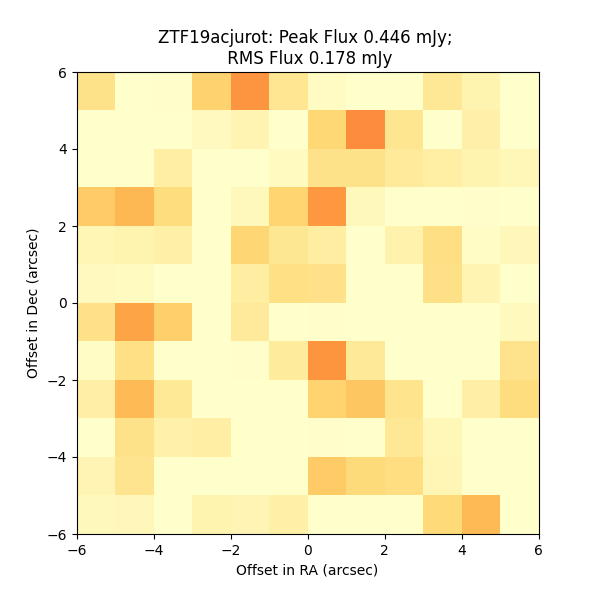 ZTF19acjurot: Peak Flux 0.446 mJy;
RMS Flux 0.178 mJy
6
4
2
0
−2
−4
−6
Offset in Dec (arcsec)
−6 −4 −2 0 2 4 6
Offset in RA (arcsec)